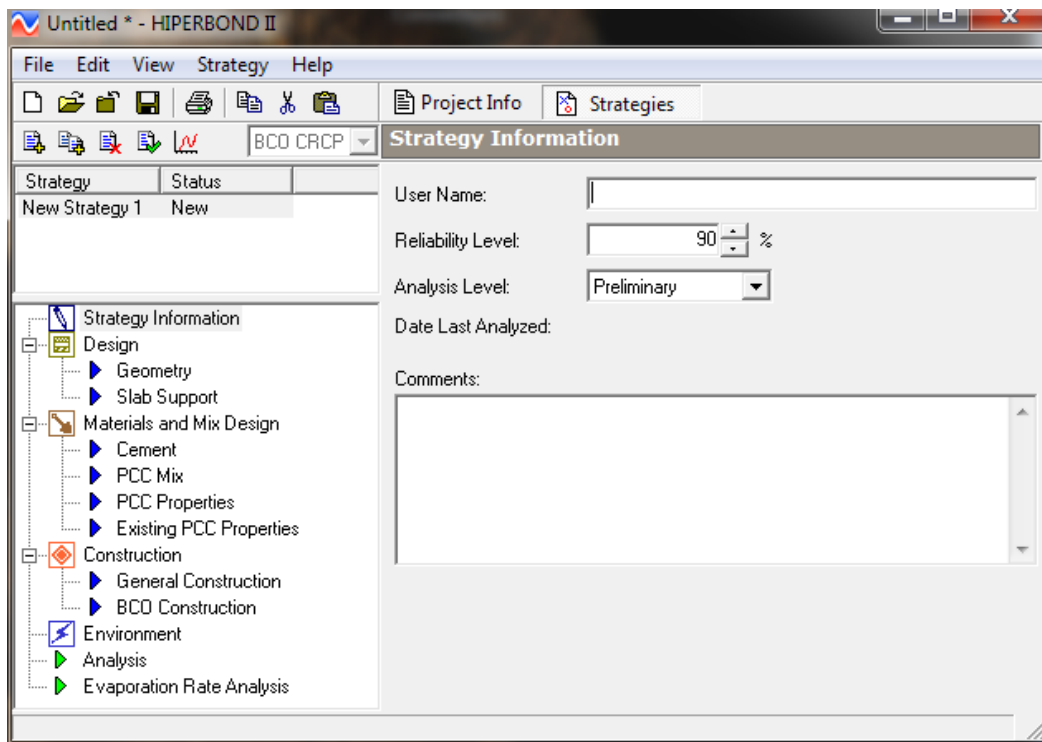 Untitled * - HIPERBOND II
File Edit View Strategy Help
Project Info Strategies
BCO CRCP
Strategy Information
Strategy Status
New Strategy 1 New
User Name:
Reliability Level: 90 %
Analysis Level: Preliminary
Date Last Analyzed:
Comments:
Strategy Information
Design
Geometry
Slab Support
Materials and Mix Design
Cement
PCC Mix
PCC Properties
Existing PCC Properties
Construction
General Construction
BCO Construction
Environment
Analysis
Evaporation Rate Analysis